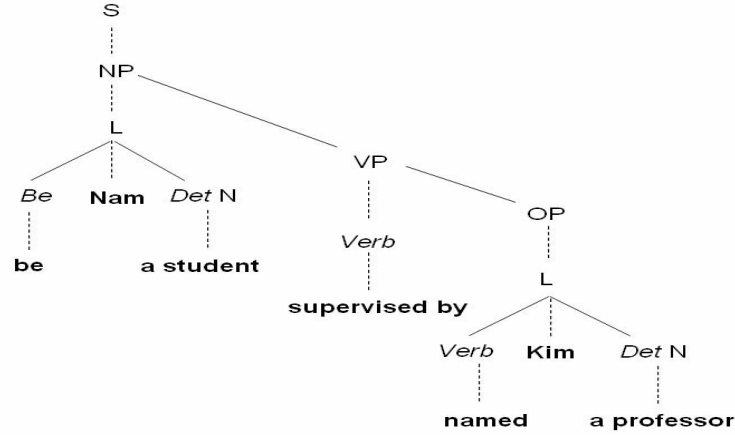 S
NP
L
VP
Be Nam Det N
OP
Verb
be a student
L
supervised by
Verb Kim Det N
named a professor